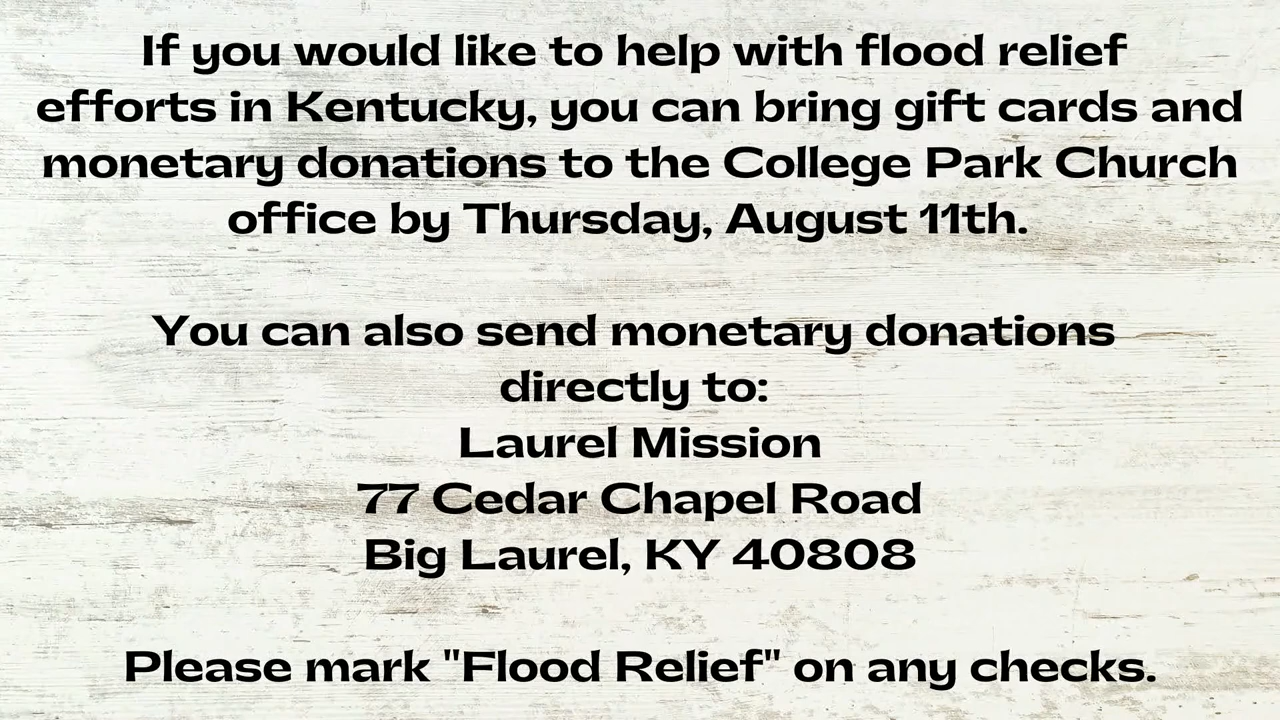 If you would like to help with flood relief
efforts in Kentucky, you can bring gift cards and
monetary donations to the College Park Church
office by Thursday, August 11th.
You can also send monetary donations
directly to:
Laurel Mission
77 Cedar Chapel Road
Big Laurel, KY 40808
Please mark "Flood Relief" on any checks.